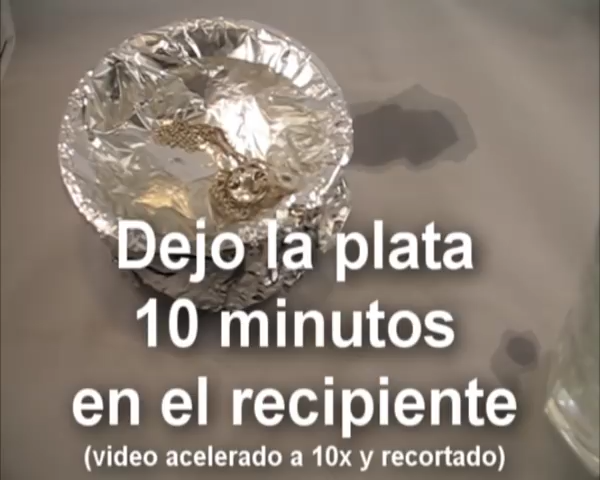 Dejo la plata
10 minutos
en el recipiente
(video acelerado a 10x y recortado)